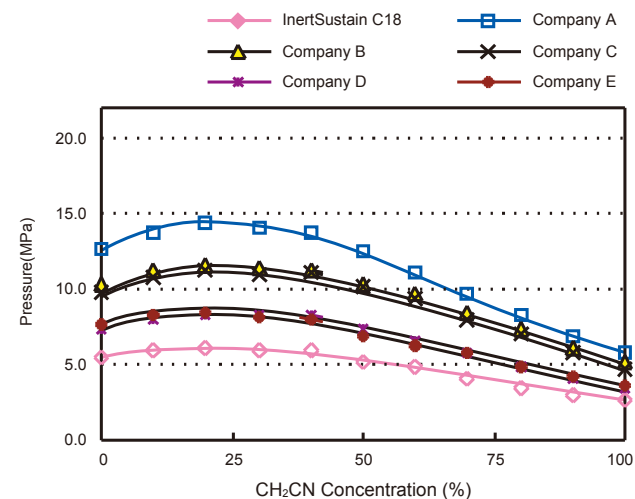 InertSustain C18 Company A
Company B Company C
Company D Company E
20.0
15.0
10.0
5.0
0.0
Pressure(MPa)
0 25 50 75 100
CH₂CN Concentration (%)